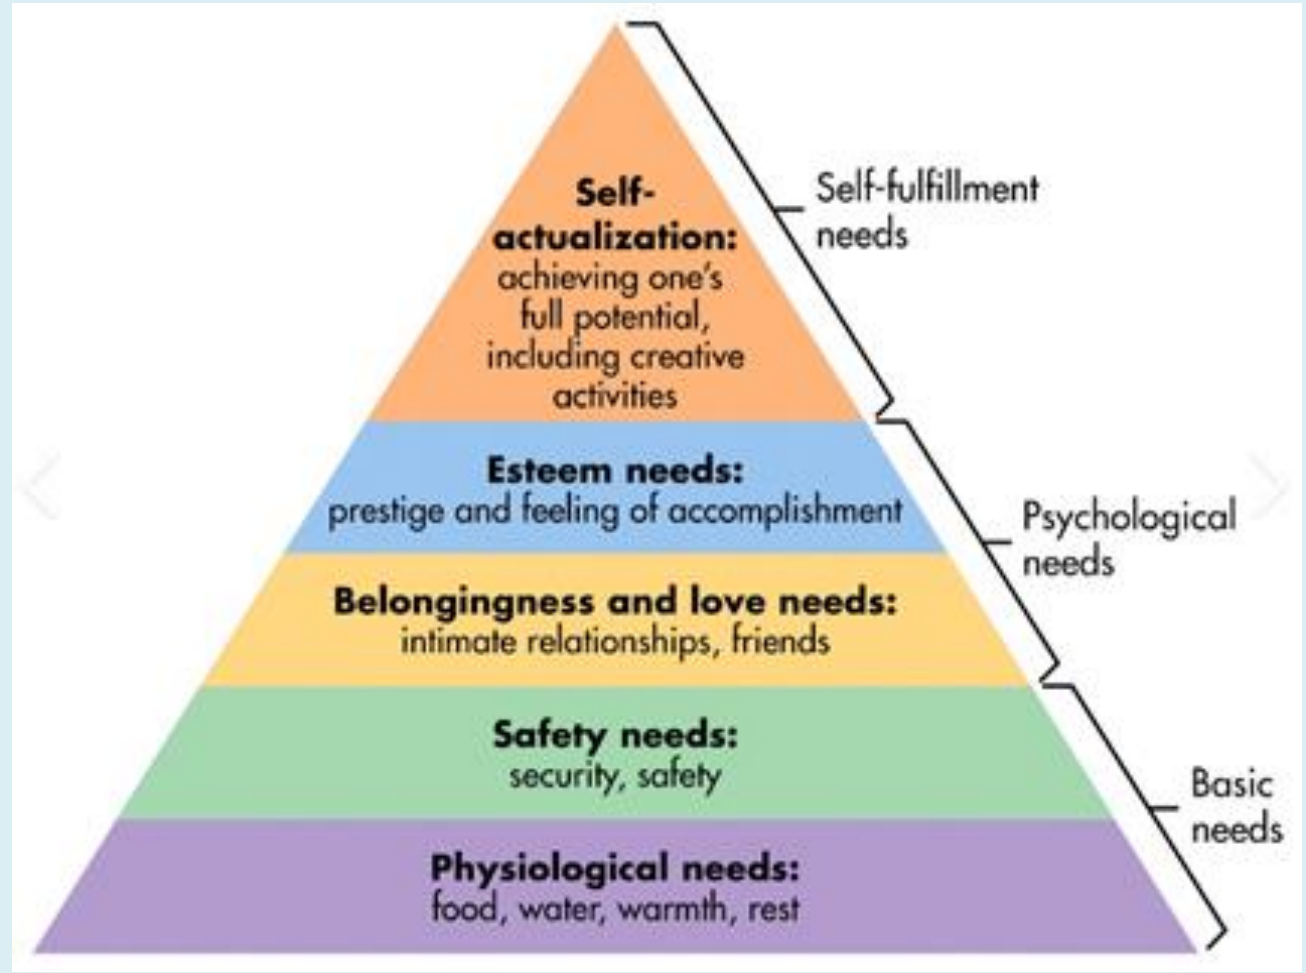 Self-
actualization:
achieving one's
full potential,
including creative
activities
Self-fulfillment
needs
Esteem needs:
prestige and feeling of accomplishment
Psychological
needs
Belongingness and love needs:
intimate relationships, friends
Safety needs:
security, safety
Basic
needs
Physiological needs:
food, water, warmth, rest